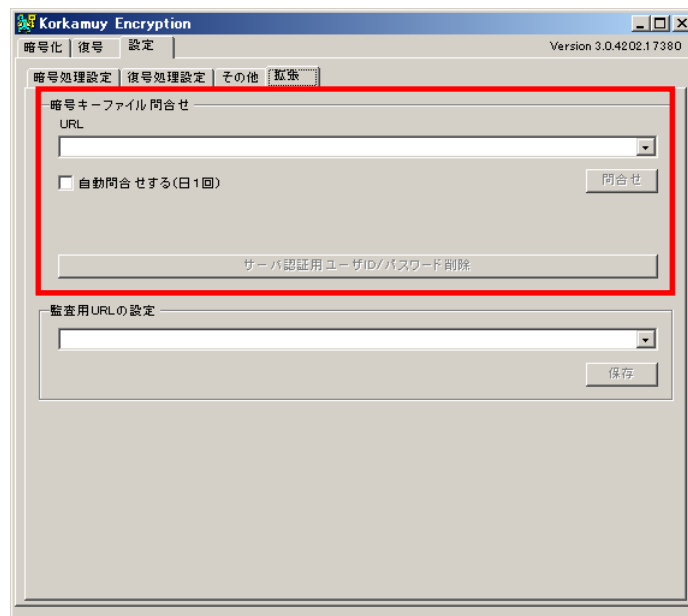 Korkamuy Encryption
暗号化 復号 設定 Version 3.0.4202.17380
暗号処理設定 復号処理設定 その他 拡張
暗号キーファイル問合せ
URL
自動問合せする(日1回) 問合せ
サーバ認証用ユーザID/パスワード削除
監査用URLの設定
保存